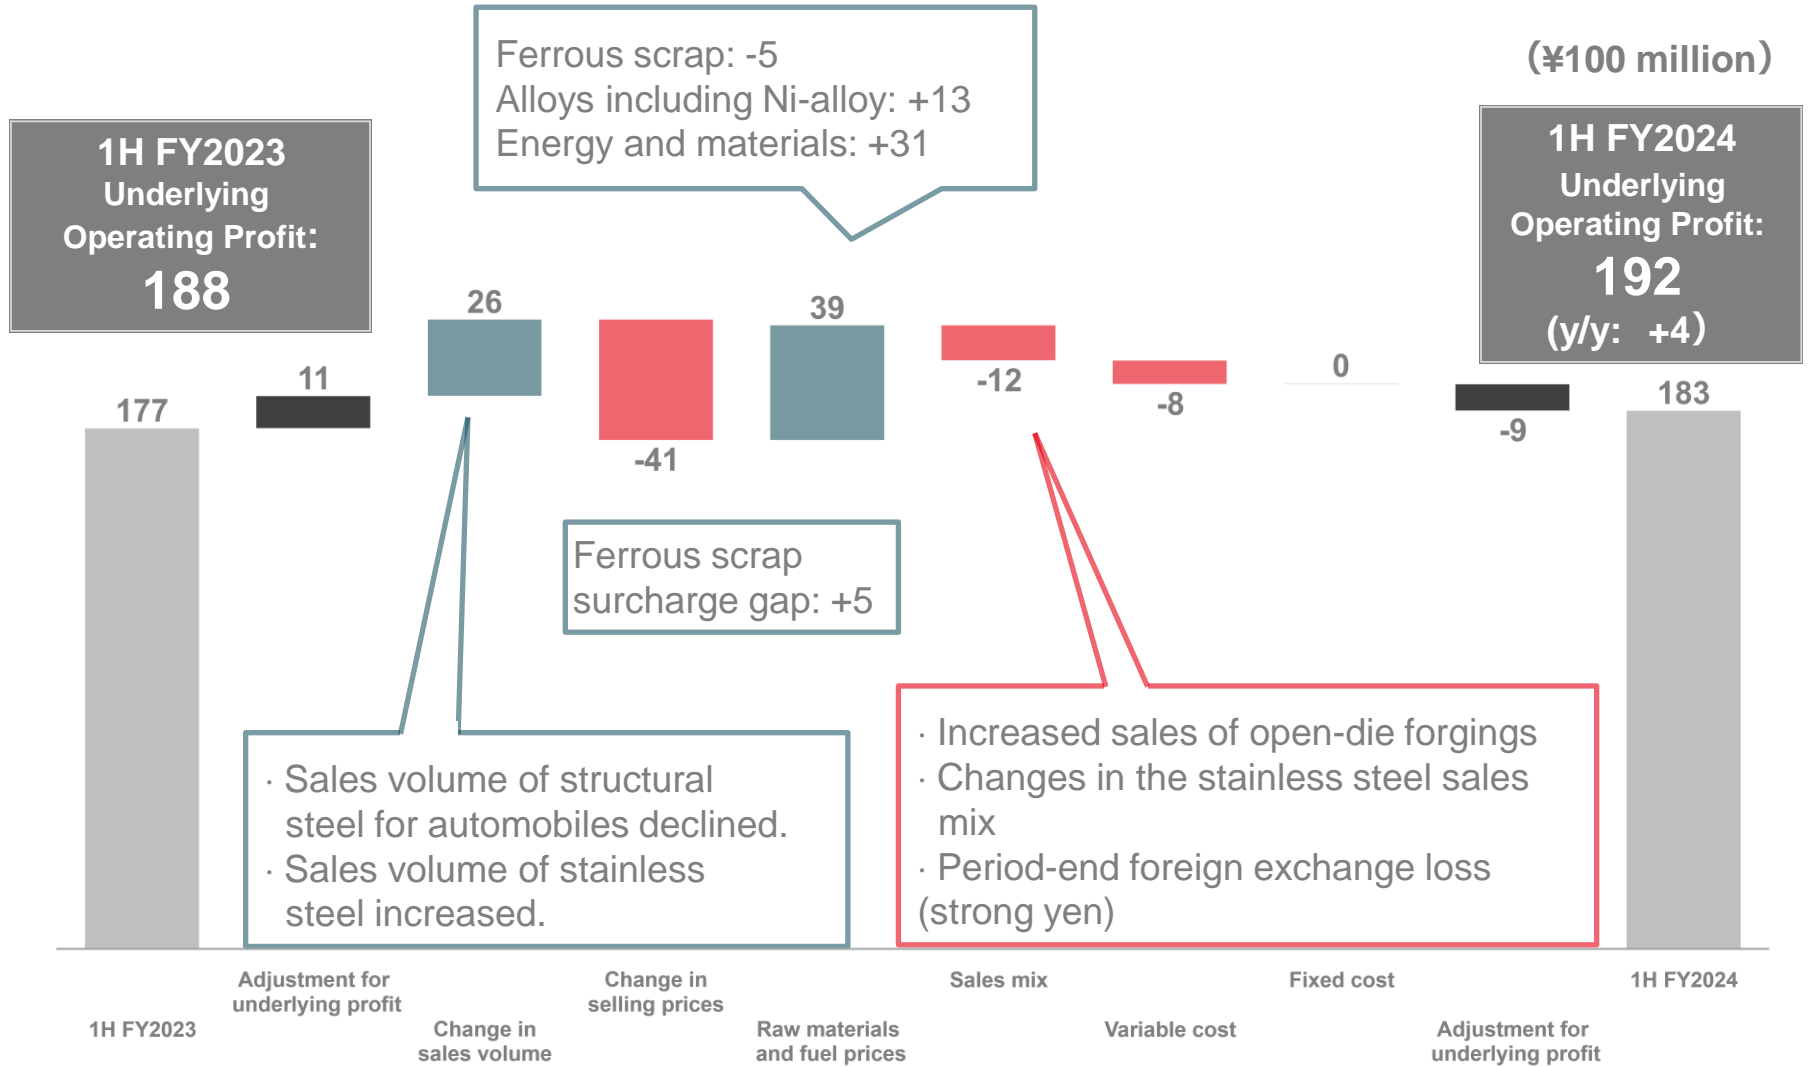 Ferrous scrap: -5
Alloys including Ni-alloy: +13
Energy and materials: +31
(¥100 million)
1H FY2023
Underlying
Operating Profit:
188
1H FY2024
Underlying
Operating Profit:
192
(y/y: +4)
177
11
26
-41
39
-12
-8
0
-9
183
Ferrous scrap
surcharge gap: +5
· Sales volume of structural
steel for automobiles declined.
· Sales volume of stainless
steel increased.
· Increased sales of open-die forgings
· Changes in the stainless steel sales
mix
· Period-end foreign exchange loss
(strong yen)
1H FY2023
Adjustment for
underlying profit
Change in
sales volume
Change in
selling prices
Raw materials
and fuel prices
Sales mix
Variable cost
Fixed cost
Adjustment for
underlying profit
1H FY2024